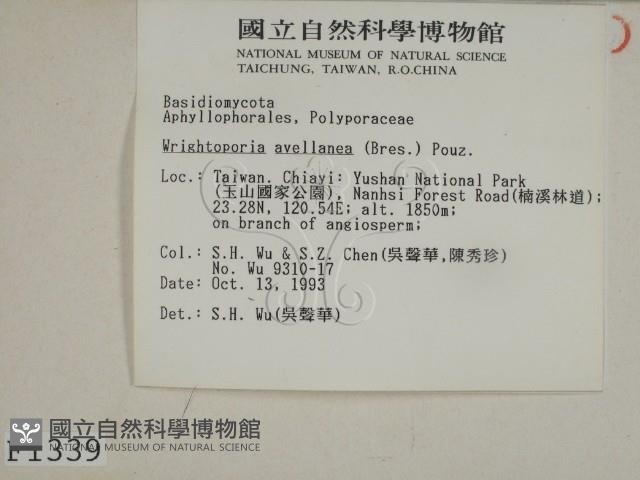 國立自然科學博物館
NATIONAL MUSEUM OF NATURAL SCIENCE
TAICHUNG, TAIWAN, R.O.CHINA
Basidiomycota
Aphyllophorales, Polyporaceae
Wrightoporia avellanea (Bres.) Pouz.
Loc.: Taiwan. Chiayi: Yushan National Park
(玉山國家公園), Nanhsi Forest Road(楠溪林道);
23.28N, 120.54E; alt. 1850m;
on branch of angiosperm;
Col.: S.H. Wu & S.Z. Chen(吳聲華,陳秀珍)
No. Wu 9310-17
Date: Oct. 13, 1993
Det.: S.H. Wu(吳聲華)
國立自然科學博物館
NATIONAL MUSEUM OF NATURAL SCIENCE
F1339